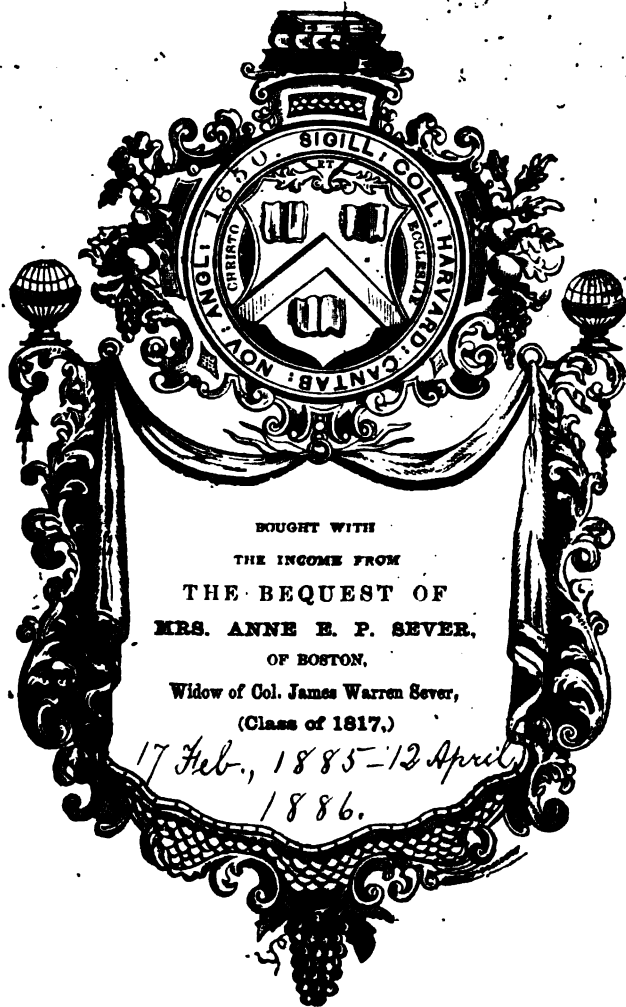 SIGILL: COLL: HARVARD: CANTAB: NOV: ANGL: 1650.
ET
CHRISTO
ECCLESIAE
BOUGHT WITH
THE INCOME FROM
THE BEQUEST OF
MRS. ANNE E. P. SEVER,
OF BOSTON,
Widow of Col. James Warren Sever,
(Class of 1817,)
17 Feb., 1885-12 April,
1886.